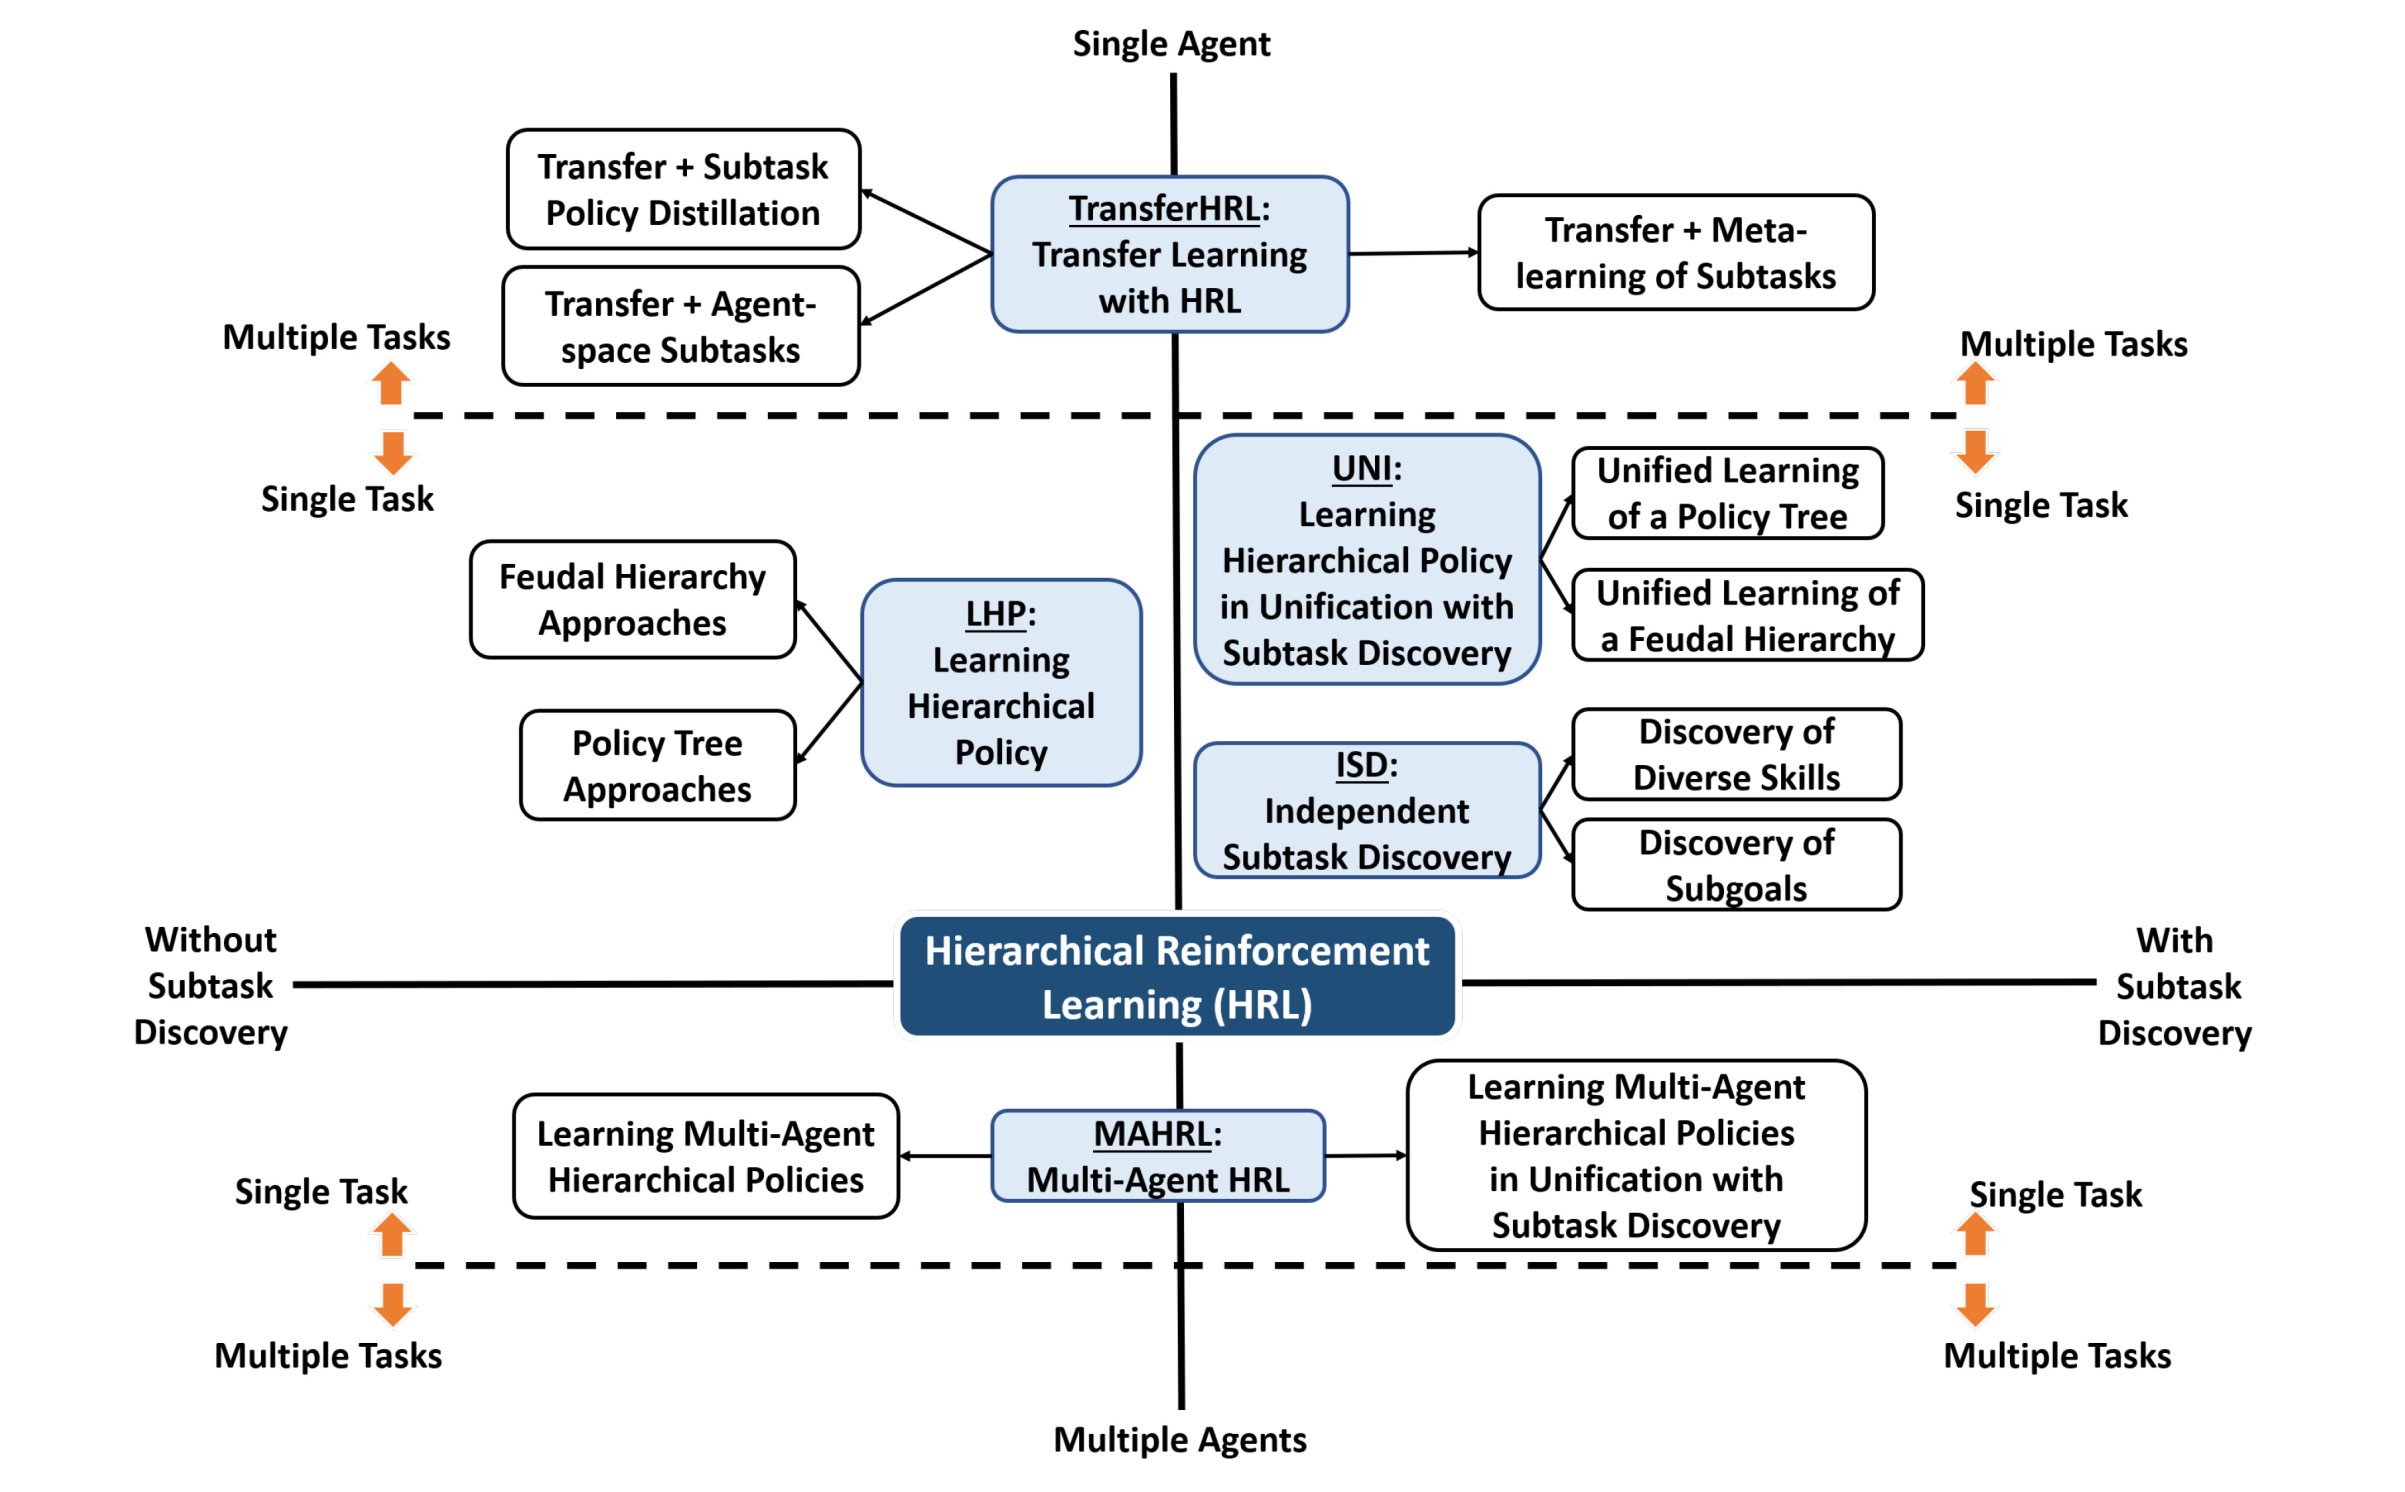 Single Agent
Transfer + Subtask
Policy Distillation
TransferHRL:
Transfer Learning
with HRL
Transfer + Meta-
learning of Subtasks
Transfer + Agent-
space Subtasks
Multiple Tasks
Multiple Tasks
Single Task
Single Task
UNI:
Learning
Hierarchical Policy
in Unification with
Subtask Discovery
Unified Learning
of a Policy Tree
Unified Learning of
a Feudal Hierarchy
Feudal Hierarchy
Approaches
LHP:
Learning
Hierarchical
Policy
Policy Tree
Approaches
ISD:
Independent
Subtask Discovery
Discovery of
Diverse Skills
Discovery of
Subgoals
Without
Subtask
Discovery
Hierarchical Reinforcement
Learning (HRL)
With
Subtask
Discovery
Learning Multi-Agent
Hierarchical Policies
MAHRL:
Multi-Agent HRL
Learning Multi-Agent
Hierarchical Policies
in Unification with
Subtask Discovery
Single Task
Single Task
Multiple Tasks
Multiple Tasks
Multiple Agents